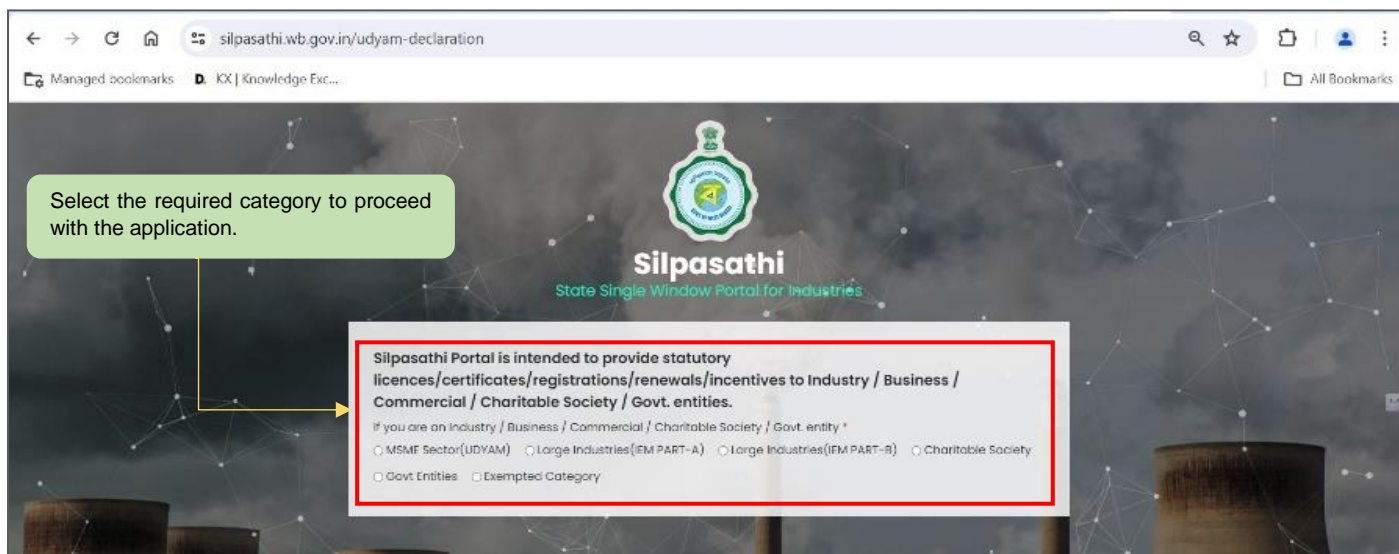 silpasathi.wb.gov.in/udyam-declaration
Managed bookmarks D. KX | Knowledge Exc... All Bookmarks
Select the required category to proceed
with the application.
Silpasathi
State Single Window Portal for Industries
Silpasathi Portal is intended to provide statutory
licences/certificates/registrations/renewals/incentives to Industry / Business /
Commercial / Charitable Society / Govt. entities.
If you are an Industry / Business / Commercial / Charitable Society / Govt. entity *
MSME Sector(UDYAM) Large Industries(IEM PART-A) Large Industries(IEM PART-B) Charitable Society
Govt Entities Exempted Category